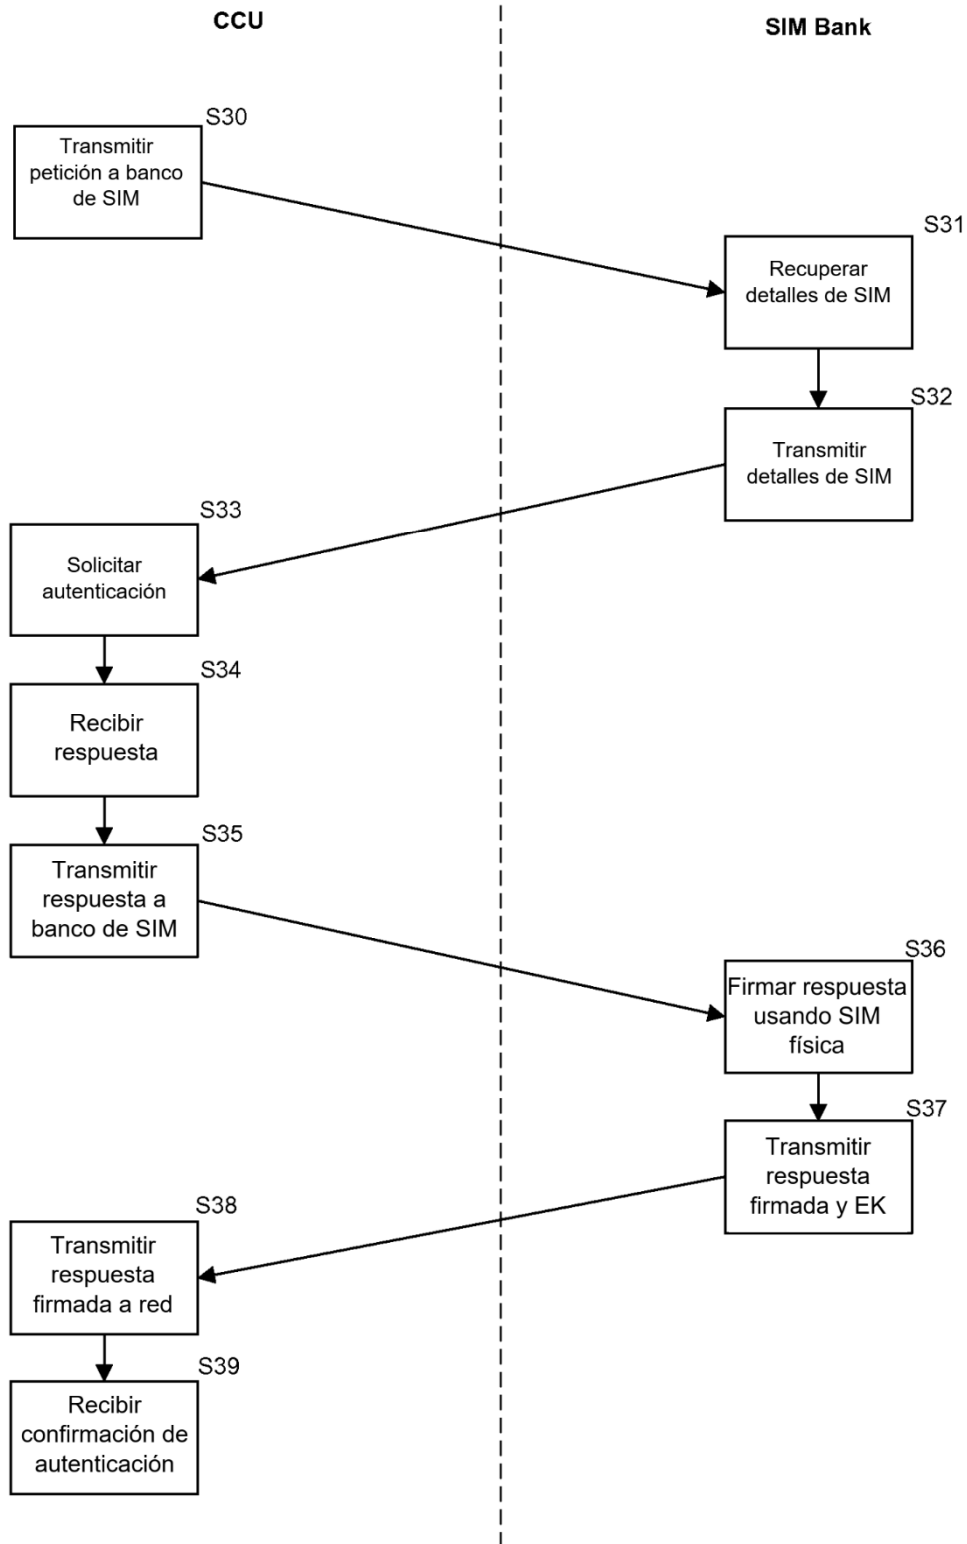 CCU
SIM Bank
S30
Transmitir
petición a banco
de SIM
S31
Recuperar
detalles de SIM
S32
Transmitir
detalles de SIM
S33
Solicitar
autenticación
S34
Recibir
respuesta
S35
Transmitir
respuesta a
banco de SIM
S36
Firmar respuesta
usando SIM
física
S37
Transmitir
respuesta
firmada y EK
S38
Transmitir
respuesta
firmada a red
S39
Recibir
confirmación de
autenticación